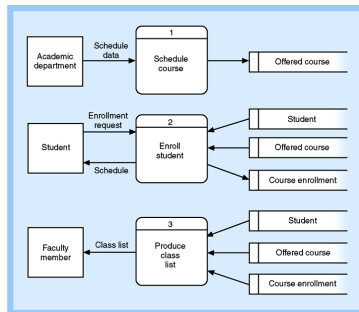 1
Schedule
data
Academic
department
Schedule
course
Offered course
2
Enrollment
request
Student
Student
Enroll
student
Offered course
Schedule
Course enrollment
3
Student
Faculty
member
Class list
Produce
class
list
Offered course
Course enrollment